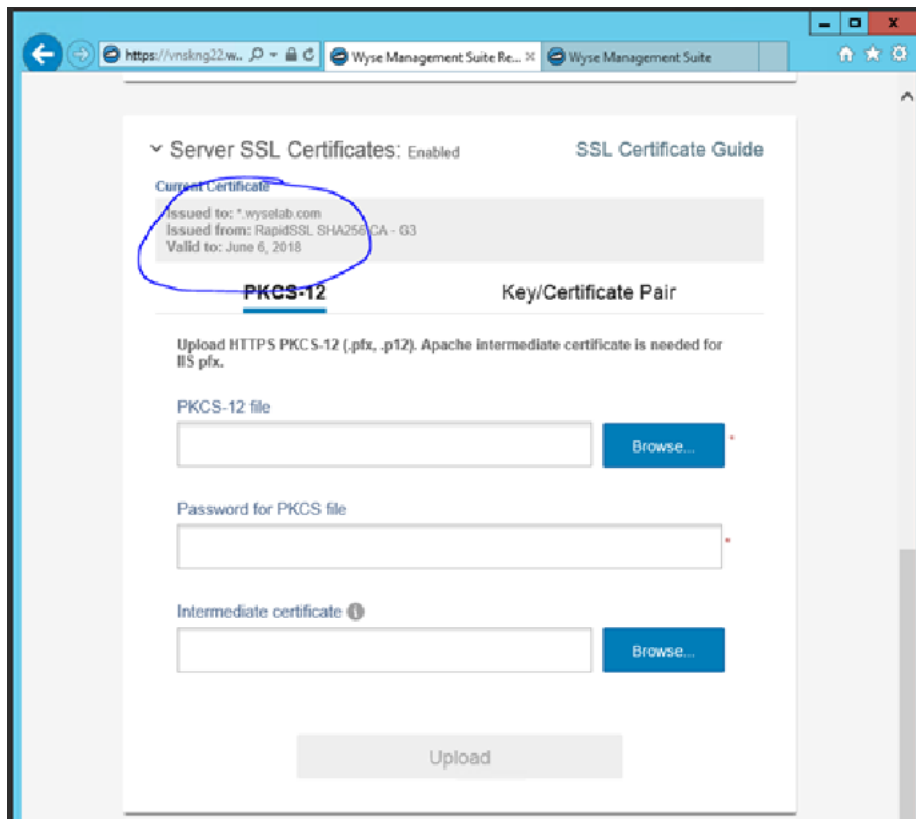 https://vnskng22.w...
Wyse Management Suite Re...
Wyse Management Suite
Server SSL Certificates: Enabled
SSL Certificate Guide
Current Certificate
Issued to: *.wyselab.com
Issued from: RapidSSL SHA256 CA - G3
Valid to: June 6, 2018
PKCS-12
Key/Certificate Pair
Upload HTTPS PKCS-12 (.pfx, .p12). Apache intermediate certificate is needed for
IIS pfx.
PKCS-12 file
Browse... *
Password for PKCS file
*
Intermediate certificate i
Browse...
Upload